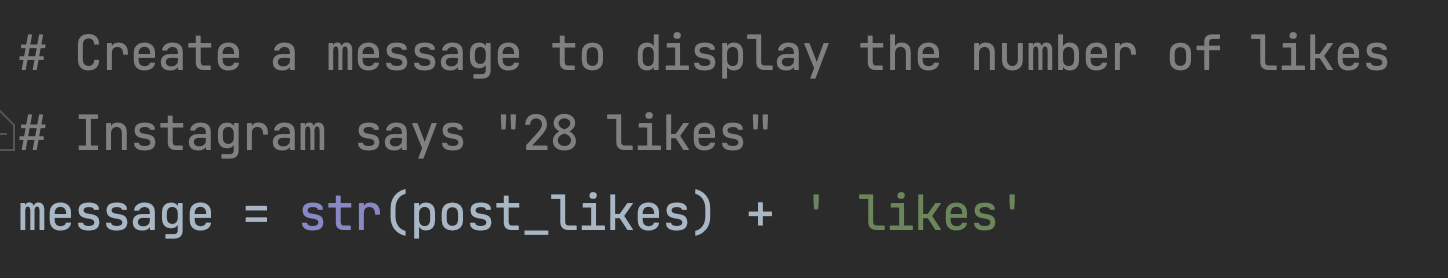 # Create a message to display the number of likes
# Instagram says "28 likes"
message = str(post_likes) + ' likes'